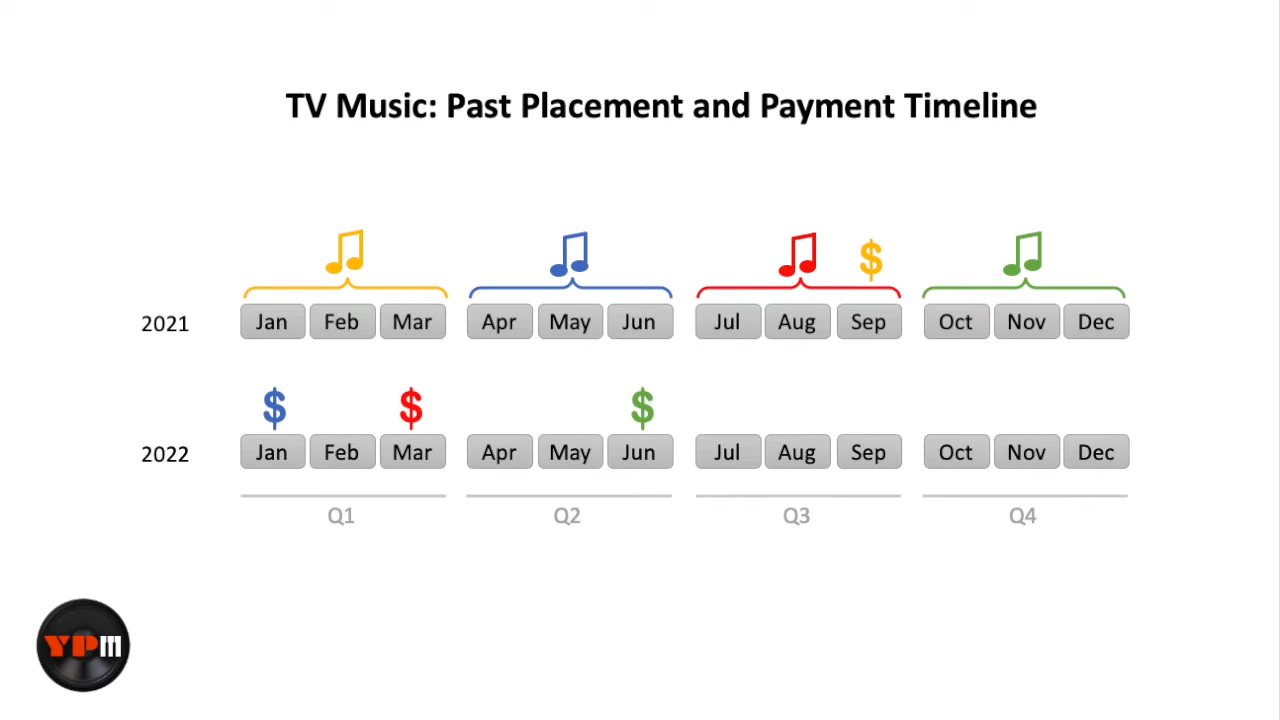 TV Music: Past Placement and Payment Timeline
$
2021 Jan Feb Mar Apr May Jun Jul Aug Sep Oct Nov Dec
$ $ $
2022 Jan Feb Mar Apr May Jun Jul Aug Sep Oct Nov Dec
Q1 Q2 Q3 Q4
YPM